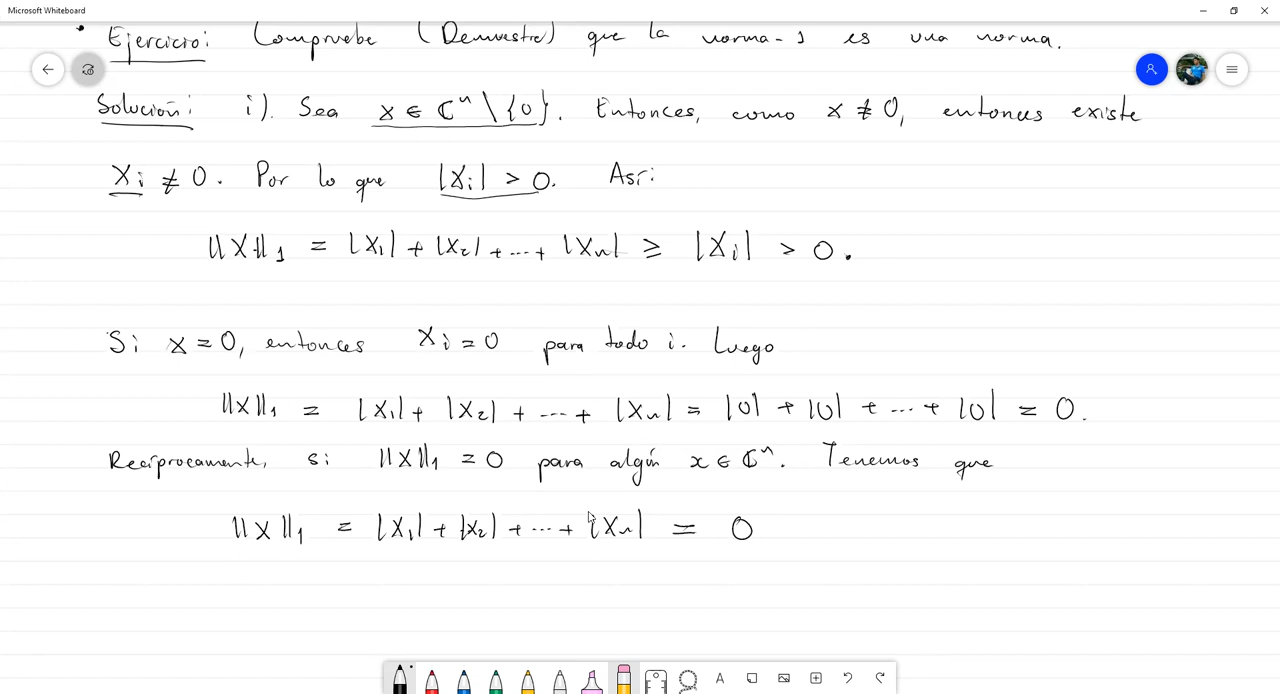 Microsoft Whiteboard
• Ejercicio: Compruebe (Demuestre) que la norma-1 es una norma.
Solución: i). Sea x ∈ ℂⁿ \ {0}. Entonces, como x ≠ 0, entonces existe
xᵢ ≠ 0. Por lo que |xᵢ| > 0. Así:
||x||₁ = |x₁| + |x₂| + ... + |xₙ| ≥ |xᵢ| > 0.
Si x = 0, entonces xᵢ = 0 para todo i. Luego
||x||₁ = |x₁| + |x₂| + ... + |xₙ| = |0| + |0| + ... + |0| = 0.
Recíprocamente, si ||x||₁ = 0 para algún x ∈ ℂⁿ. Tenemos que
||x||₁ = |x₁| + |x₂| + ... + |xₙ| = 0